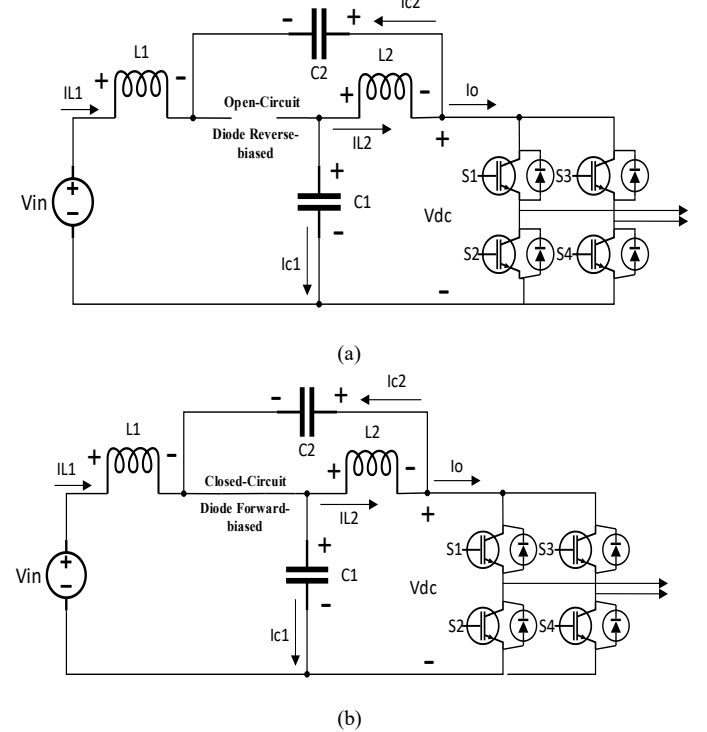 Ic2
- +
L1
C2
L2
IL1
+ -
Open-Circuit
+ -
Io
Diode Reverse-
biased
IL2
+
+
S1
S3
Vin
+
-
C1
Vdc
-
S2
S4
Ic1
-
(a)
Ic2
- +
L1
C2
L2
IL1
+ -
Closed-Circuit
+ -
Io
Diode Forward-
biased
IL2
+
+
S1
S3
Vin
+
-
C1
Vdc
-
S2
S4
Ic1
-
(b)